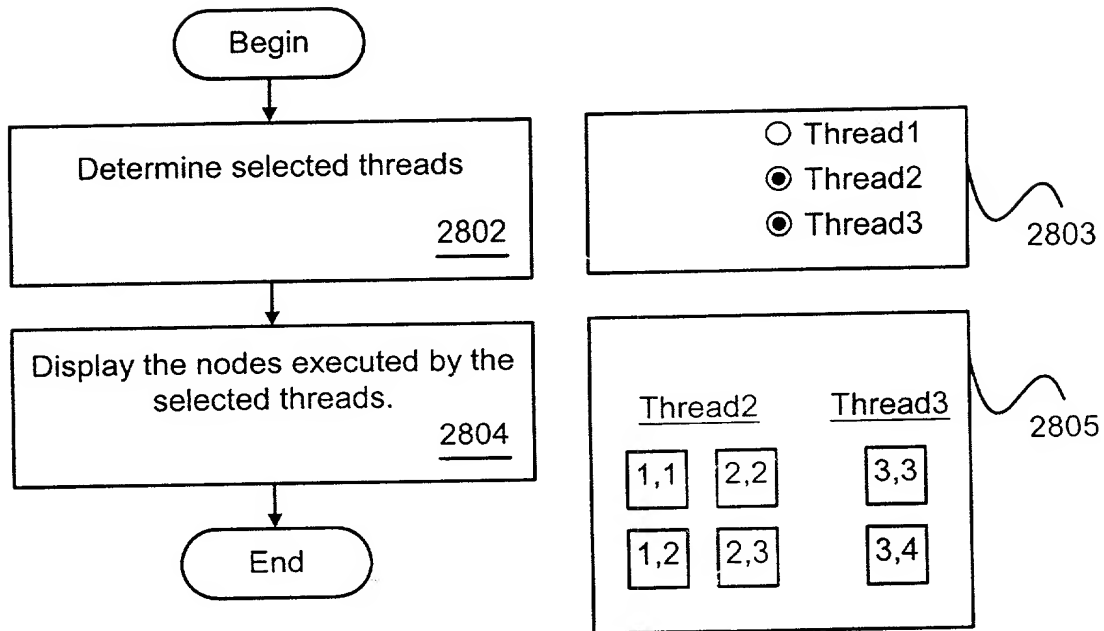 Begin
Determine selected threads
2802
Display the nodes executed by the
selected threads.
2804
End
Thread1
Thread2
Thread3
2803
Thread2 Thread3
1,1 2,2 3,3
1,2 2,3 3,4
2805